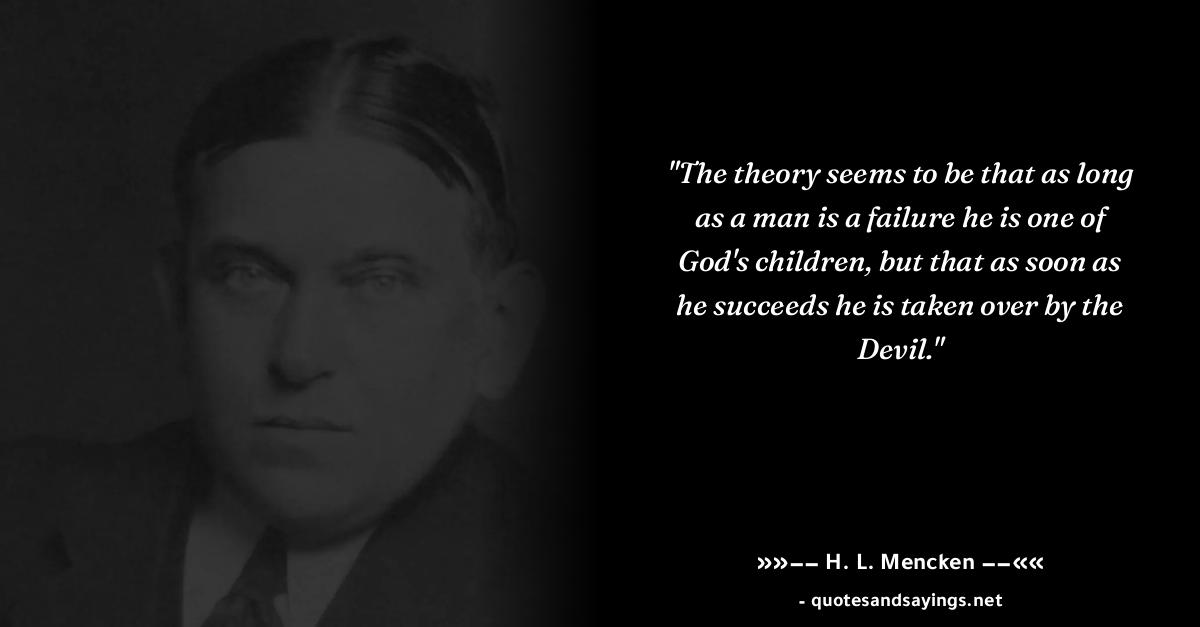 "The theory seems to be that as long
as a man is a failure he is one of
God's children, but that as soon as
he succeeds he is taken over by the
Devil."
»»−− H. L. Mencken −−««
- quotesandsayings.net